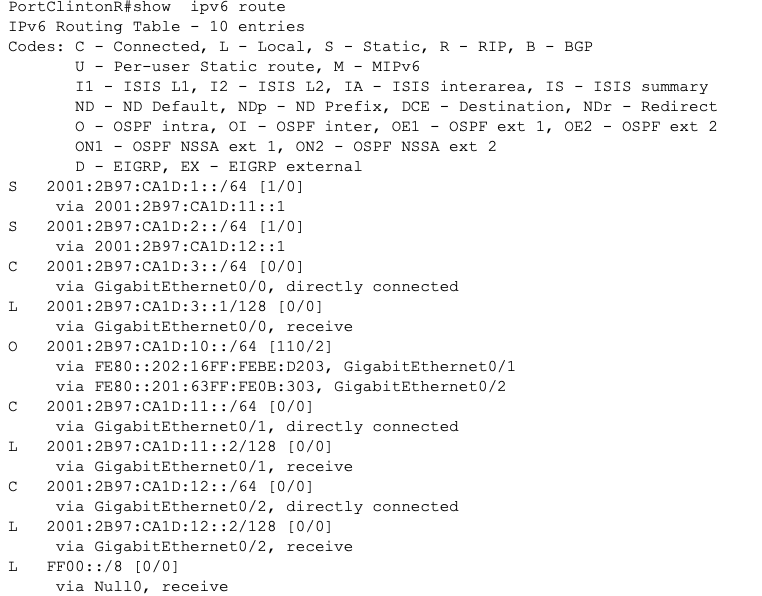 PortClintonR#show  ipv6 route
IPv6 Routing Table - 10 entries
Codes: C - Connected, L - Local, S - Static, R - RIP, B - BGP
       U - Per-user Static route, M - MIPv6
       I1 - ISIS L1, I2 - ISIS L2, IA - ISIS interarea, IS - ISIS summary
       ND - ND Default, NDp - ND Prefix, DCE - Destination, NDr - Redirect
       O - OSPF intra, OI - OSPF inter, OE1 - OSPF ext 1, OE2 - OSPF ext 2
       ON1 - OSPF NSSA ext 1, ON2 - OSPF NSSA ext 2
       D - EIGRP, EX - EIGRP external
S   2001:2B97:CA1D:1::/64 [1/0]
     via 2001:2B97:CA1D:11::1
S   2001:2B97:CA1D:2::/64 [1/0]
     via 2001:2B97:CA1D:12::1
C   2001:2B97:CA1D:3::/64 [0/0]
     via GigabitEthernet0/0, directly connected
L   2001:2B97:CA1D:3::1/128 [0/0]
     via GigabitEthernet0/0, receive
O   2001:2B97:CA1D:10::/64 [110/2]
     via FE80::202:16FF:FEBE:D203, GigabitEthernet0/1
     via FE80::201:63FF:FE0B:303, GigabitEthernet0/2
C   2001:2B97:CA1D:11::/64 [0/0]
     via GigabitEthernet0/1, directly connected
L   2001:2B97:CA1D:11::2/128 [0/0]
     via GigabitEthernet0/1, receive
C   2001:2B97:CA1D:12::/64 [0/0]
     via GigabitEthernet0/2, directly connected
L   2001:2B97:CA1D:12::2/128 [0/0]
     via GigabitEthernet0/2, receive
L   FF00::/8 [0/0]
     via Null0, receive